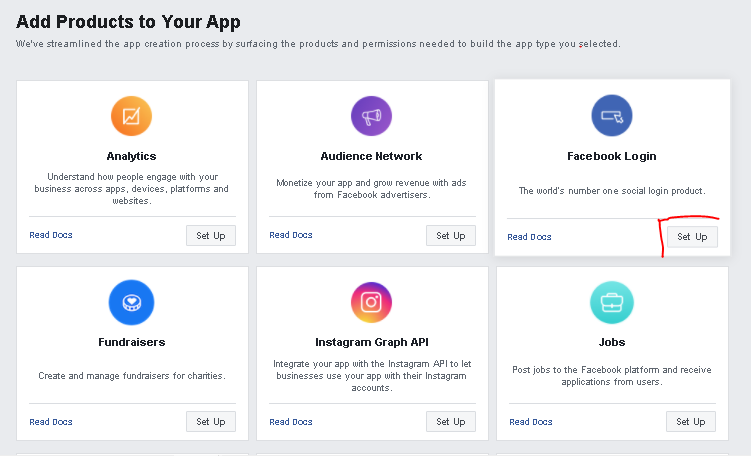 Add Products to Your App
We've streamlined the app creation process by surfacing the products and permissions needed to build the app type you selected.
Analytics
Understand how people engage with your
business across apps, devices, platforms and
websites.
Read Docs
Set Up
Audience Network
Monetize your app and grow revenue with ads
from Facebook advertisers.
Read Docs
Set Up
Facebook Login
The world's number one social login product.
Read Docs
Set Up
Fundraisers
Create and manage fundraisers for charities.
Read Docs
Set Up
Instagram Graph API
Integrate your app with the Instagram API to let
businesses use your app with their Instagram
accounts.
Read Docs
Set Up
Jobs
Post jobs to the Facebook platform and receive
applications from users.
Read Docs
Set Up